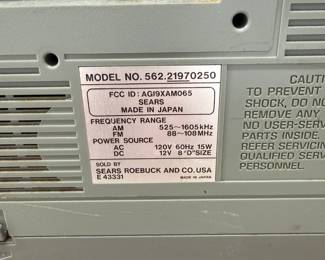 MODEL NO. 562.21970250
FCC ID: AGI9XAM065
SEARS
MADE IN JAPAN
FREQUENCY RANGE
AM 525~1605kHz
FM 88~108MHz
POWER SOURCE
AC 120V 60Hz 15W
DC 12V 8 "D" SIZE
SOLD BY
SEARS ROEBUCK AND CO. USA
E 43331 MADE IN JAPAN
CAUTI
TO PREVENT
SHOCK, DO NO
REMOVE ANY
NO USER-SERV
PARTS INSIDE.
REFER SERVICIN
QUALIFIED SERV
PERSONNEL.